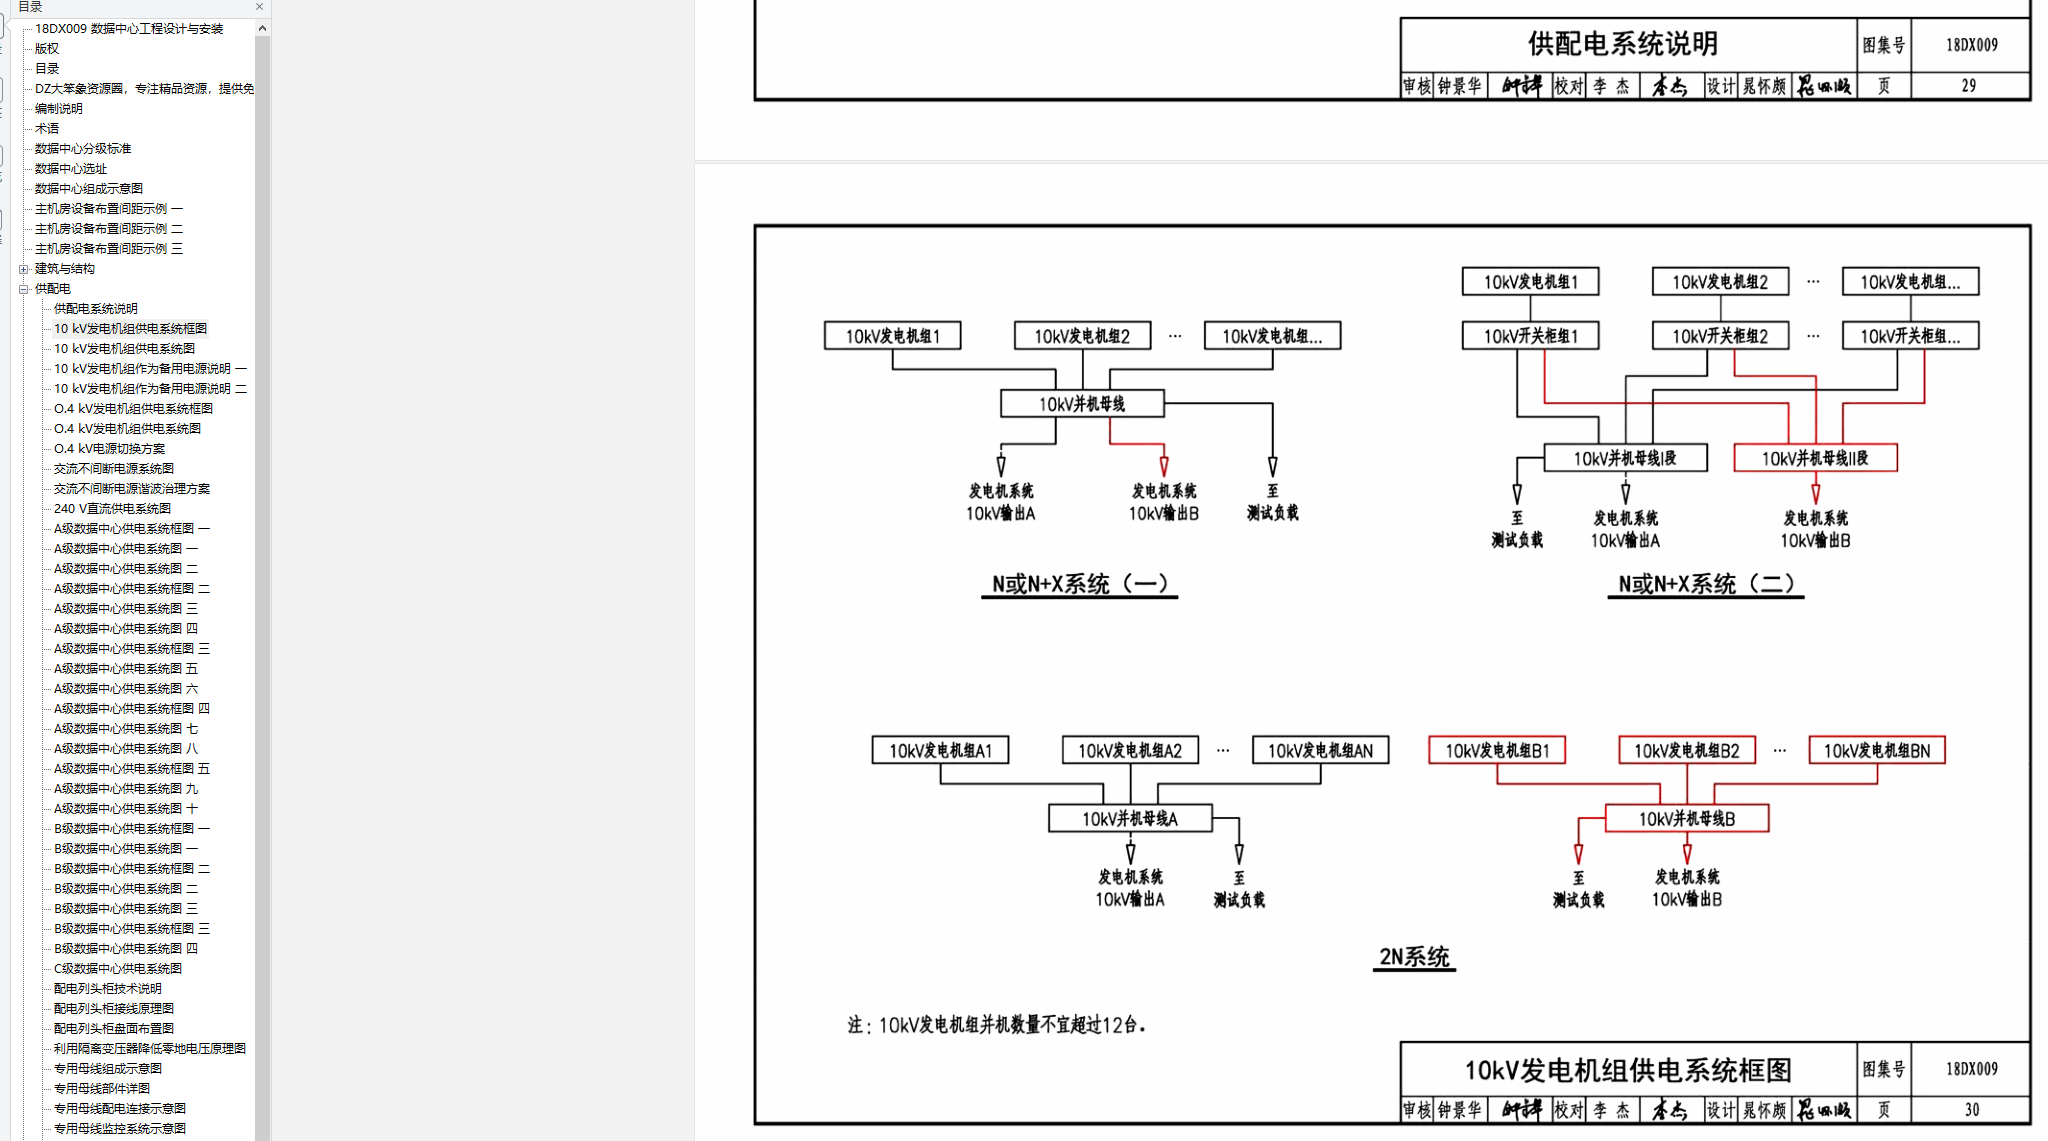 目录
18DX009 数据中心工程设计与安装
版权
目录
DZ大笨象资源圈，专注精品资源，提供免
编制说明
术语
数据中心分级标准
数据中心选址
数据中心组成示意图
主机房设备布置间距示例 一
主机房设备布置间距示例 二
主机房设备布置间距示例 三
建筑与结构
供配电
供配电系统说明
10 kV发电机组供电系统框图
10 kV发电机组供电系统图
10 kV发电机组作为备用电源说明 一
10 kV发电机组作为备用电源说明 二
O.4 kV发电机组供电系统框图
O.4 kV发电机组供电系统图
O.4 kV电源切换方案
交流不间断电源系统图
交流不间断电源谐波治理方案
240 V直流供电系统图
A级数据中心供电系统框图 一
A级数据中心供电系统图 一
A级数据中心供电系统图 二
A级数据中心供电系统框图 二
A级数据中心供电系统图 三
A级数据中心供电系统图 四
A级数据中心供电系统框图 三
A级数据中心供电系统图 五
A级数据中心供电系统图 六
A级数据中心供电系统框图 四
A级数据中心供电系统图 七
A级数据中心供电系统图 八
A级数据中心供电系统框图 五
A级数据中心供电系统图 九
A级数据中心供电系统图 十
B级数据中心供电系统框图 一
B级数据中心供电系统图 一
B级数据中心供电系统框图 二
B级数据中心供电系统图 二
B级数据中心供电系统图 三
B级数据中心供电系统框图 三
B级数据中心供电系统图 四
C级数据中心供电系统图
配电列头柜技术说明
配电列头柜接线原理图
配电列头柜盘面布置图
利用隔离变压器降低零地电压原理图
专用母线组成示意图
专用母线部件详图
专用母线配电连接示意图
专用母线监控系统示意图
供配电系统说明 图集号 18DX009
审核 钟景华 校对 李杰 李杰 设计 晁怀颇 晁怀颇 页 29
10kV发电机组1 10kV发电机组2 … 10kV发电机组...
10kV并机母线
发电机系统 发电机系统 至
10kV输出A 10kV输出B 测试负载
N或N+X系统（一）
10kV发电机组1 10kV发电机组2 … 10kV发电机组...
10kV开关柜组1 10kV开关柜组2 … 10kV开关柜组...
10kV并机母线I段 10kV并机母线II段
至 发电机系统 发电机系统
测试负载 10kV输出A 10kV输出B
N或N+X系统（二）
10kV发电机组A1 10kV发电机组A2 … 10kV发电机组AN
10kV并机母线A
发电机系统 至
10kV输出A 测试负载
10kV发电机组B1 10kV发电机组B2 … 10kV发电机组BN
10kV并机母线B
至 发电机系统
测试负载 10kV输出B
2N系统
注：10kV发电机组并机数量不宜超过12台。
10kV发电机组供电系统框图 图集号 18DX009
审核 钟景华 校对 李杰 李杰 设计 晁怀颇 晁怀颇 页 30